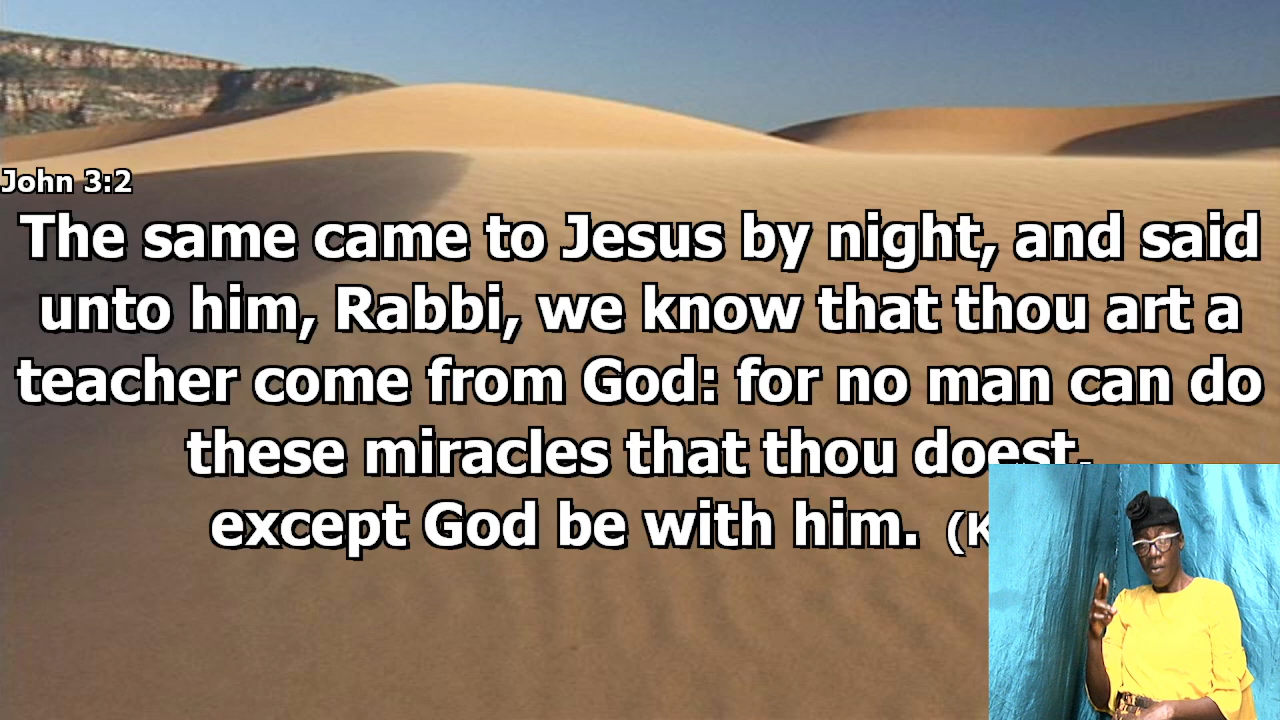 John 3:2
The same came to Jesus by night, and said
unto him, Rabbi, we know that thou art a
teacher come from God: for no man can do
these miracles that thou doest,
except God be with him. (K